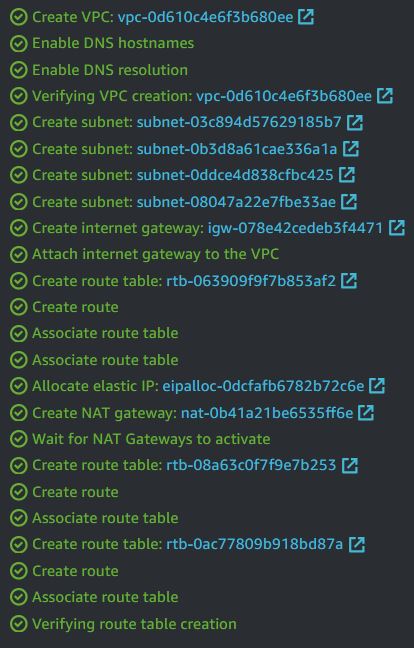 Create VPC: vpc-0d610c4e6f3b680ee
Enable DNS hostnames
Enable DNS resolution
Verifying VPC creation: vpc-0d610c4e6f3b680ee
Create subnet: subnet-03c894d57629185b7
Create subnet: subnet-0b3d8a61cae336a1a
Create subnet: subnet-0ddce4d838cfbc425
Create subnet: subnet-08047a22e7fbe33ae
Create internet gateway: igw-078e42cedeb3f4471
Attach internet gateway to the VPC
Create route table: rtb-063909f9f7b853af2
Create route
Associate route table
Associate route table
Allocate elastic IP: eipalloc-0dcfafb6782b72c6e
Create NAT gateway: nat-0b41a21be6535ff6e
Wait for NAT Gateways to activate
Create route table: rtb-08a63c0f7f9e7b253
Create route
Associate route table
Create route table: rtb-0ac77809b918bd87a
Create route
Associate route table
Verifying route table creation